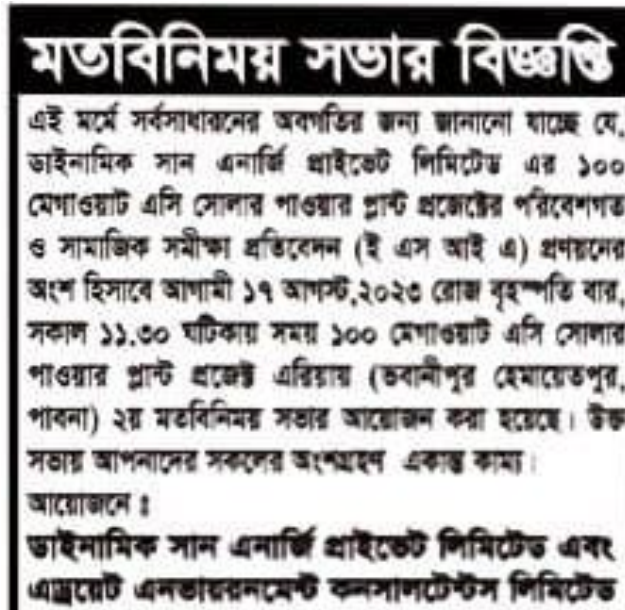 মতবিনিময় সভার বিজ্ঞপ্তি
এই মর্মে সর্বসাধারনের অবগতির জন্য জানানো যাচ্ছে যে,
ডাইনামিক সান এনার্জি প্রাইভেট লিমিটেড এর ১০০
মেগাওয়াট এসি সোলার পাওয়ার প্লান্ট প্রজেক্টের পরিবেশগত
ও সামাজিক সমীক্ষা প্রতিবেদন (ই এস আই এ) প্রণয়নের
অংশ হিসাবে আগামী ১৭ আগস্ট,২০২৩ রোজ বৃহস্পতি বার,
সকাল ১১.৩০ ঘটিকায় সময় ১০০ মেগাওয়াট এসি সোলার
পাওয়ার প্লান্ট প্রজেক্ট এরিয়ায় (ভবানীপুর হেমায়েতপুর,
পাবনা) ২য় মতবিনিময় সভার আয়োজন করা হয়েছে। উক্ত
সভায় আপনাদের সকলের অংশগ্রহণ একান্ত কাম্য।
আয়োজনে ঃ
ডাইনামিক সান এনার্জি প্রাইভেট লিমিটেড এবং
এনভায়রনমেন্ট কনসালটেন্টস লিমিটেড